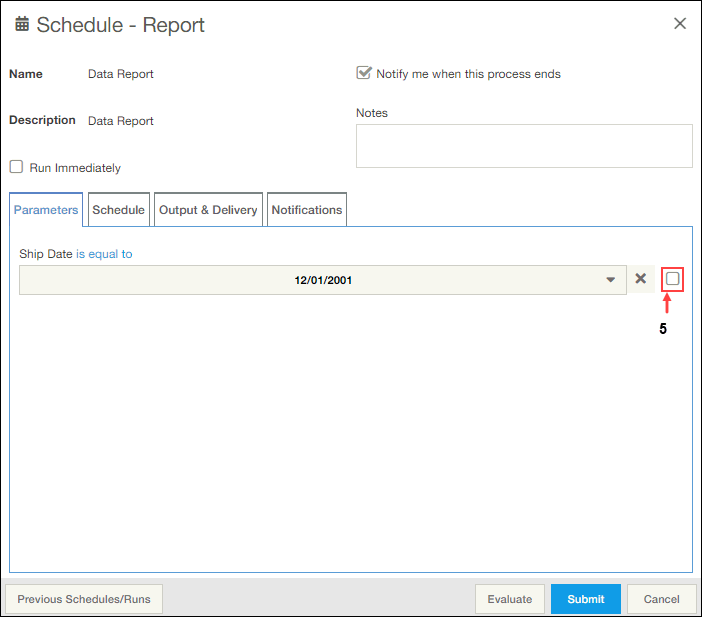 Schedule - Report
Name Data Report
Notify me when this process ends
Description Data Report
Notes
Run Immediately
Parameters Schedule Output & Delivery Notifications
Ship Date is equal to
12/01/2001
5
Previous Schedules/Runs Evaluate Submit Cancel